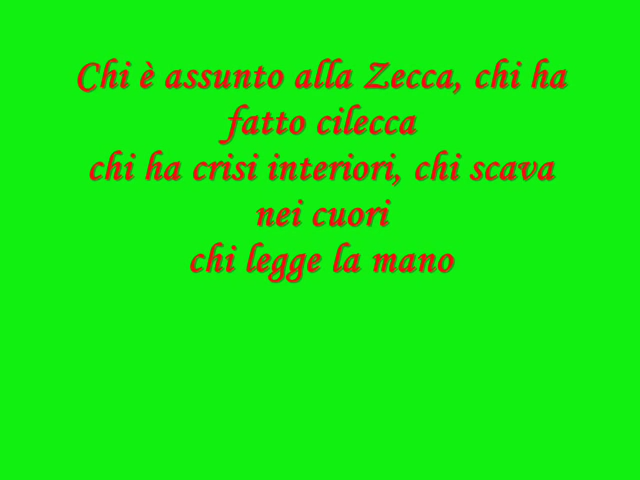 Chi è assunto alla Zecca, chi ha
fatto cilecca
chi ha crisi interiori, chi scava
nei cuori
chi legge la mano